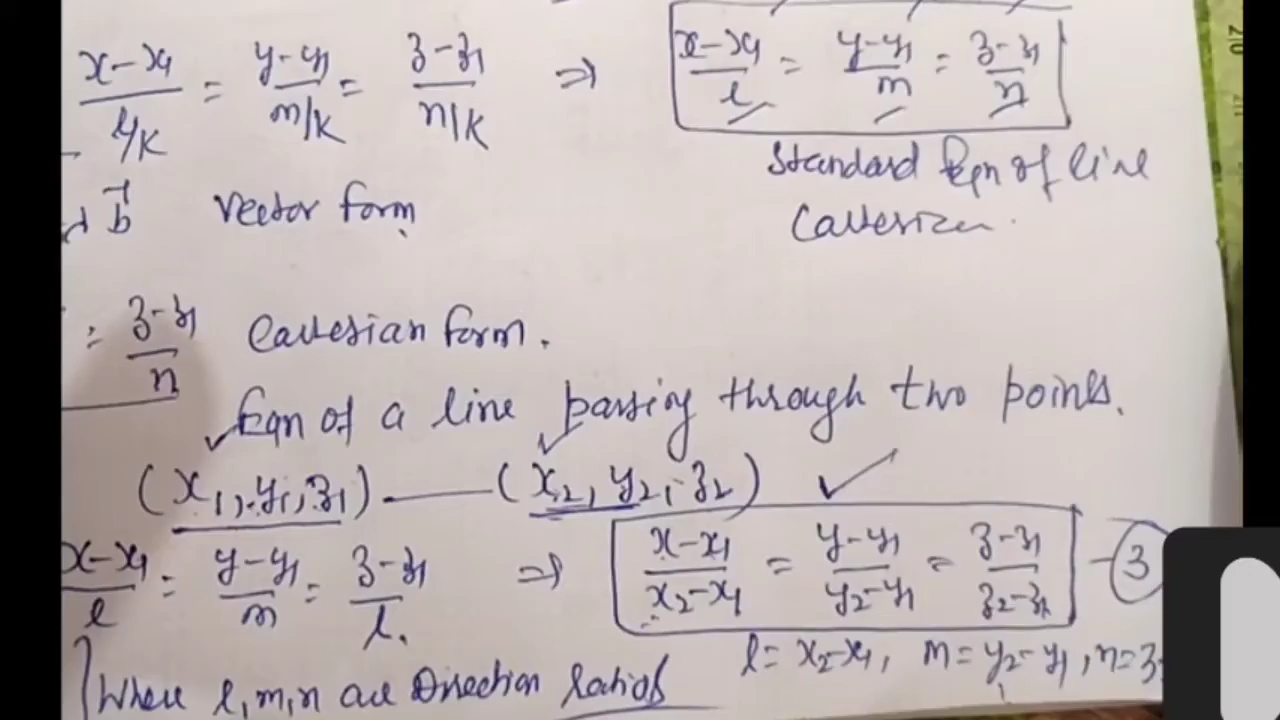 (x-x1)/(l/k) = (y-y1)/(m/k) = (z-z1)/(n/k) ⇒ (x-x1)/l = (y-y1)/m = (z-z1)/n
Standard Eqn of line
Cartesian
b⃗ Vector form
= (z-z1)/n Cartesian form.
✓Eqn of a line passing through two points.
(x1, y1, z1) —— (x2, y2, z2) ✓
(x-x1)/l = (y-y1)/m = (z-z1)/l. ⇒ (x-x1)/(x2-x1) = (y-y1)/(y2-y1) = (z-z1)/(z2-z1) – 3
l = x2-x1, m = y2-y1, n = z
Where l, m, n are Direction ratios